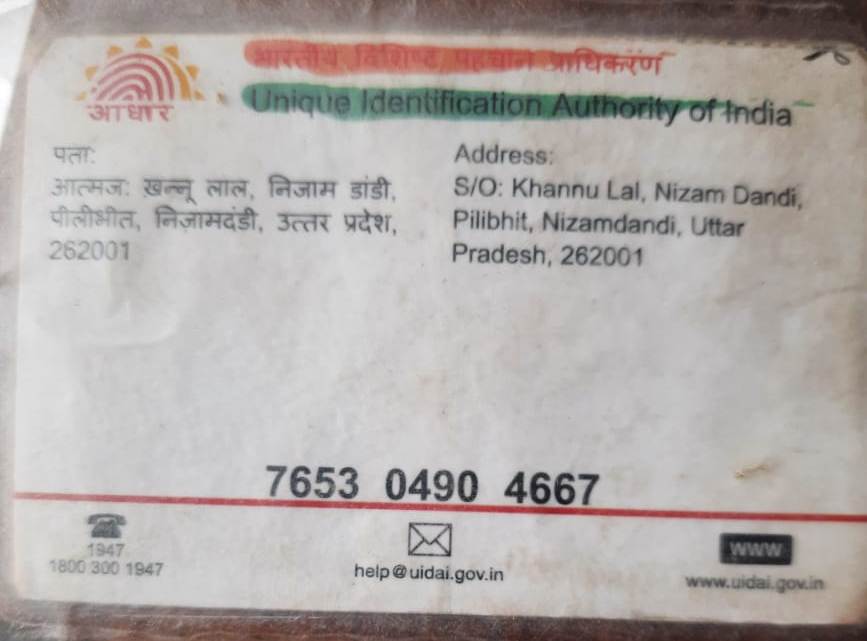 भारतीय विशिष्ट पहचान प्राधिकरण
Unique Identification Authority of India
आधार
पता:
आत्मज: ख़न्नू लाल, निजाम डांडी,
पीलीभीत, निज़ामदंडी, उत्तर प्रदेश,
262001
Address:
S/O: Khannu Lal, Nizam Dandi,
Pilibhit, Nizamdandi, Uttar
Pradesh, 262001
7653 0490 4667
1947
1800 300 1947
help@uidai.gov.in
www
www.uidai.gov.in